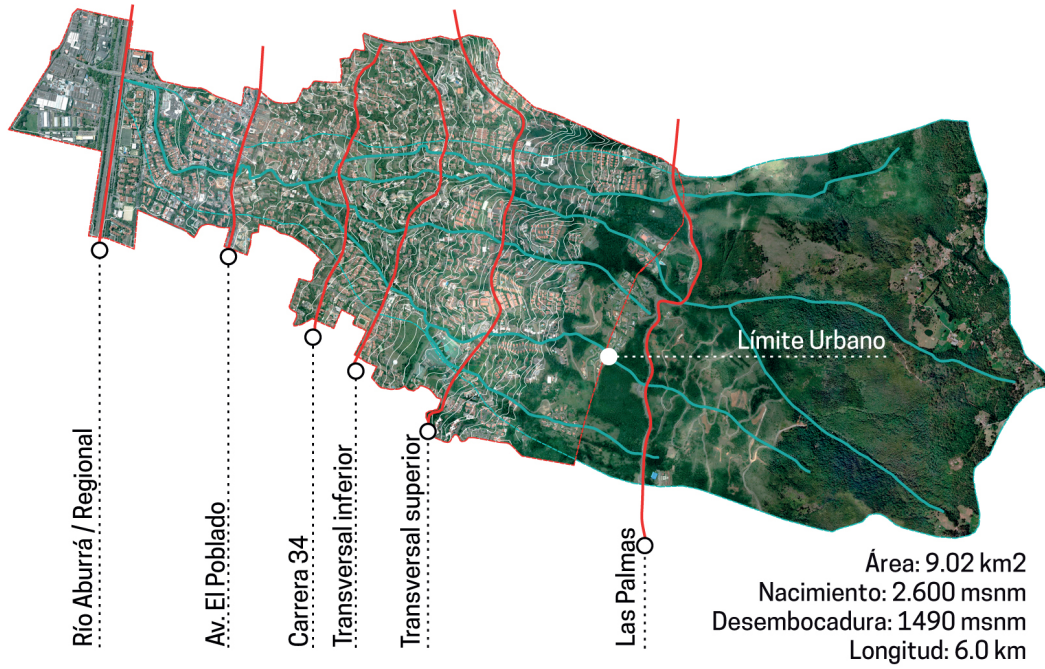 Límite Urbano
Río Aburrá / Regional
Av. El Poblado
Carrera 34
Transversal inferior
Transversal superior
Las Palmas
Área: 9.02 km2
Nacimiento: 2.600 msnm
Desembocadura: 1490 msnm
Longitud: 6.0 km